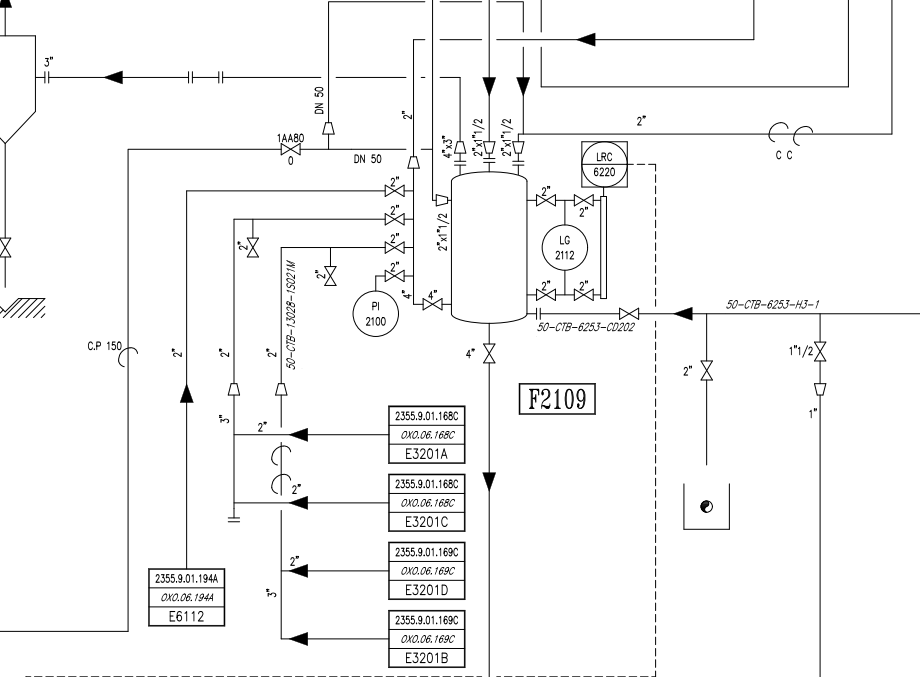 3"
DN 50
2"
4"x3"
2"x1"1/2
2"x1"1/2
2"
C C
1AA80
0
DN 50
LRC
6220
2"
2"
2"
2"
2"
2"
2"
2"x1"1/2
LG
2112
2"
2"
2"
2"
4"
4"
PI
2100
50-CTB-13028-1S021M
50-CTB-6253-H3-1
50-CTB-6253-CD202
C.P 150
2"
2"
2"
4"
2"
1"1/2
1"
F2109
3"
2"
2355.9.01.168C
OXO.06.168C
E3201A
2"
2355.9.01.168C
OXO.06.168C
E3201C
2"
3"
2355.9.01.169C
OXO.06.169C
E3201D
2355.9.01.194A
OXO.06.194A
E6112
2355.9.01.169C
OXO.06.169C
E3201B